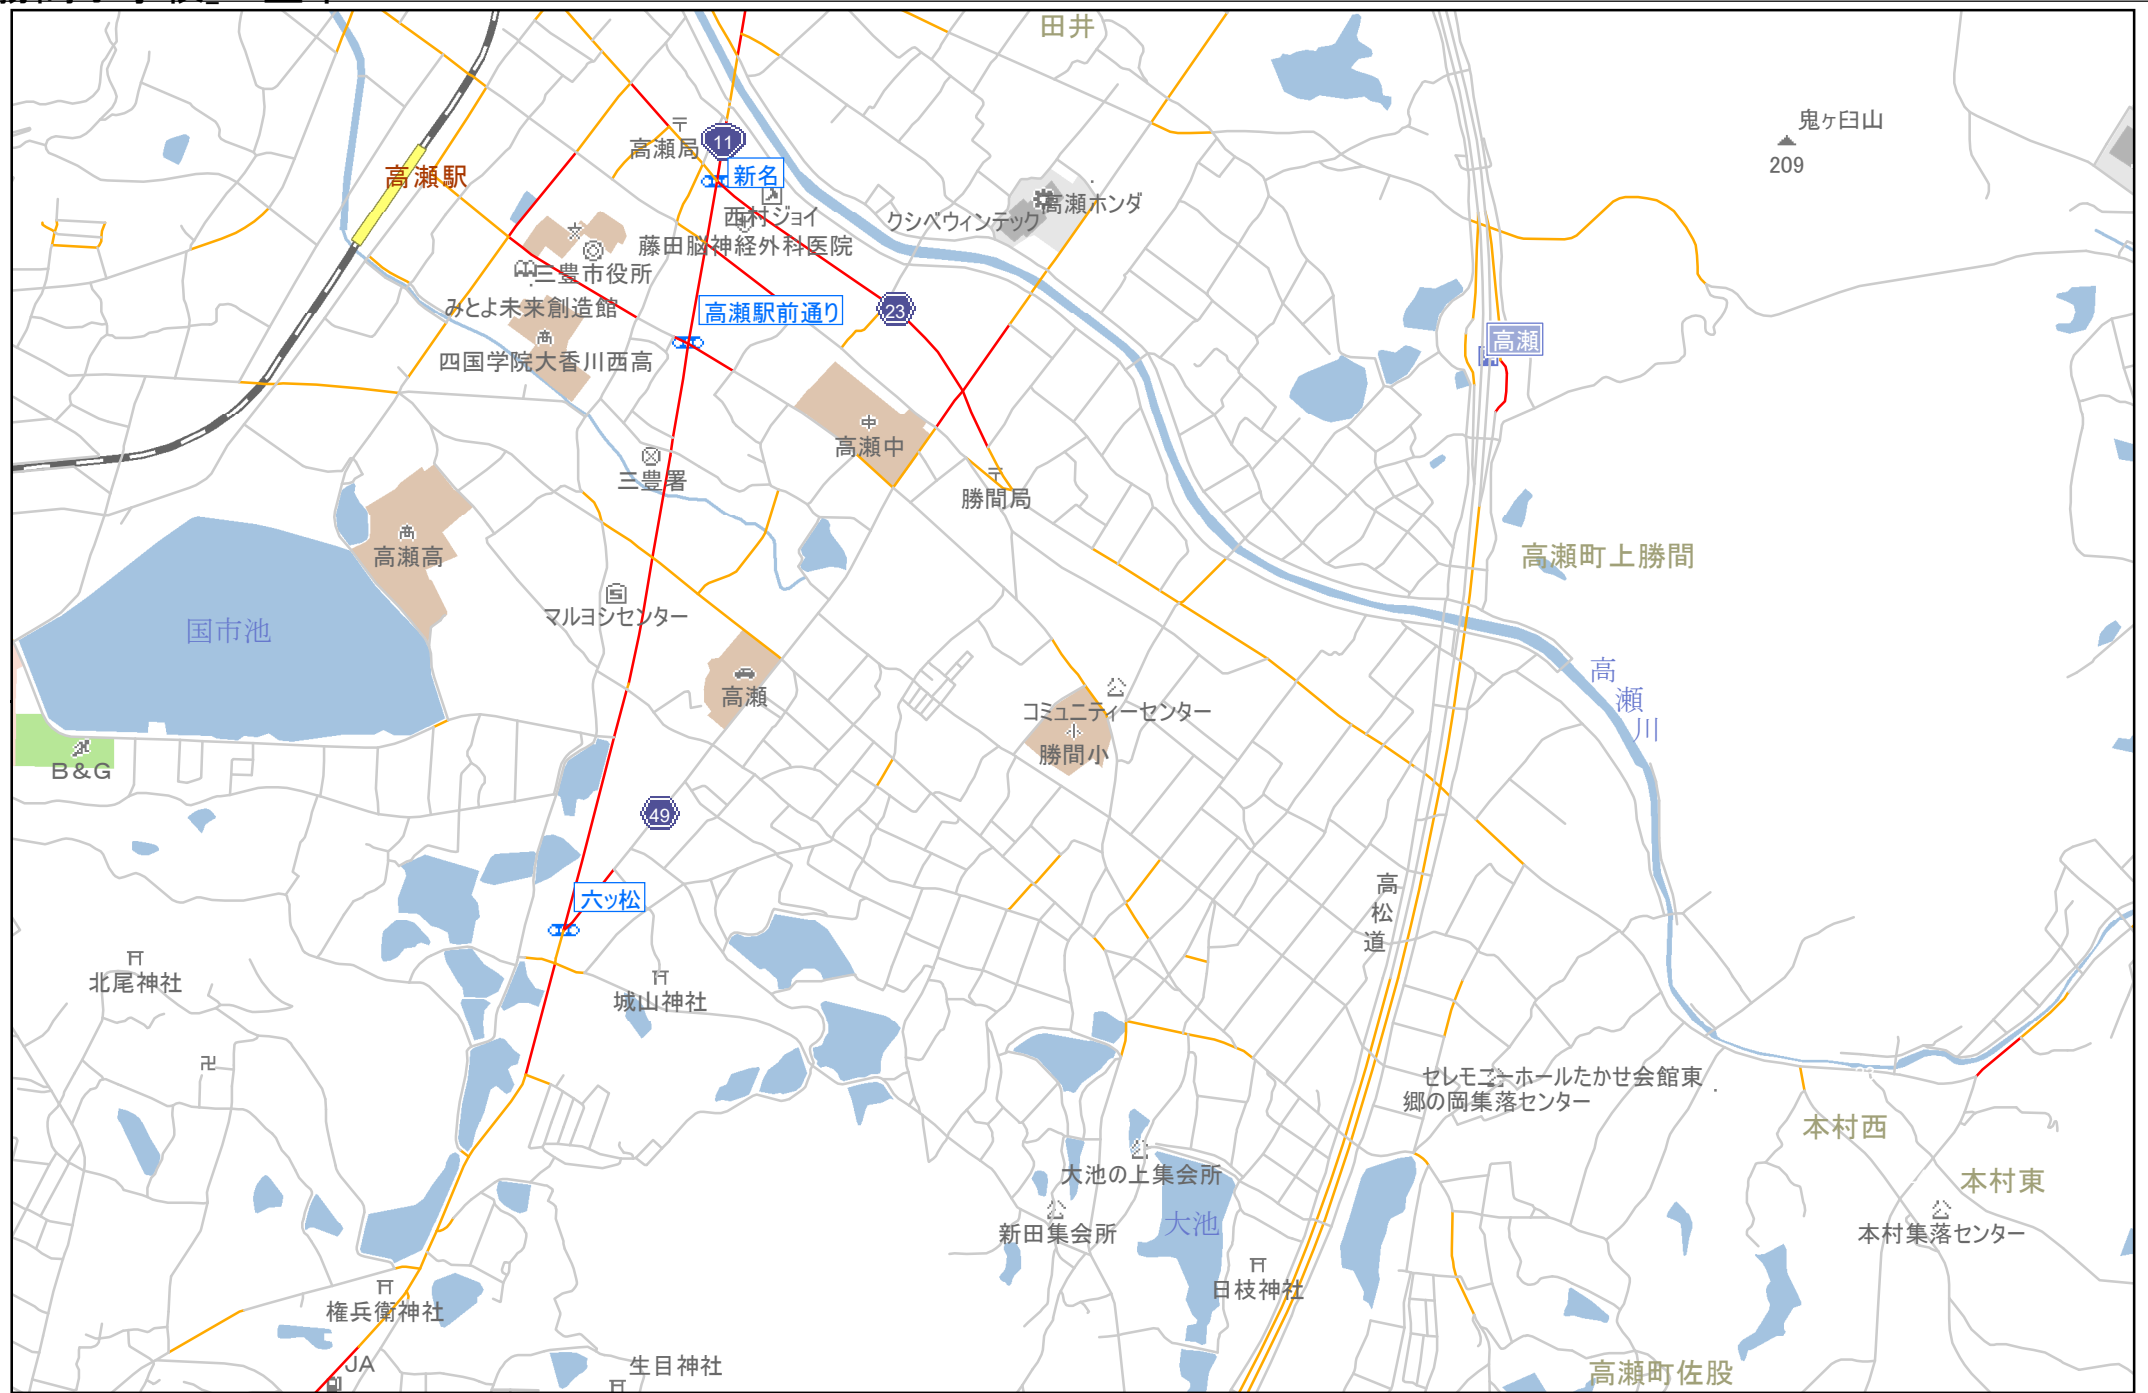 田井
鬼ヶ臼山
209
高瀬局
11
新名
高瀬駅
西村ジョイ
クシベウィンテック
高瀬ホンダ
藤田脳神経外科医院
三豊市役所
みとよ未来創造館
高瀬駅前通り
23
高瀬
四国学院大香川西高
中
高瀬中
三豊署
勝間局
高瀬高
高瀬町上勝間
マルヨシセンター
国市池
高瀬
高瀬川
コミュニティーセンター
小
勝間小
B&G
49
六ッ松
高松道
北尾神社
城山神社
セレモニーホールたかせ会館東
郷の岡集落センター
本村西
大池の上集会所
本村東
大池
新田集会所
本村集落センター
日枝神社
権兵衛神社
JA
生目神社
高瀬町佐股